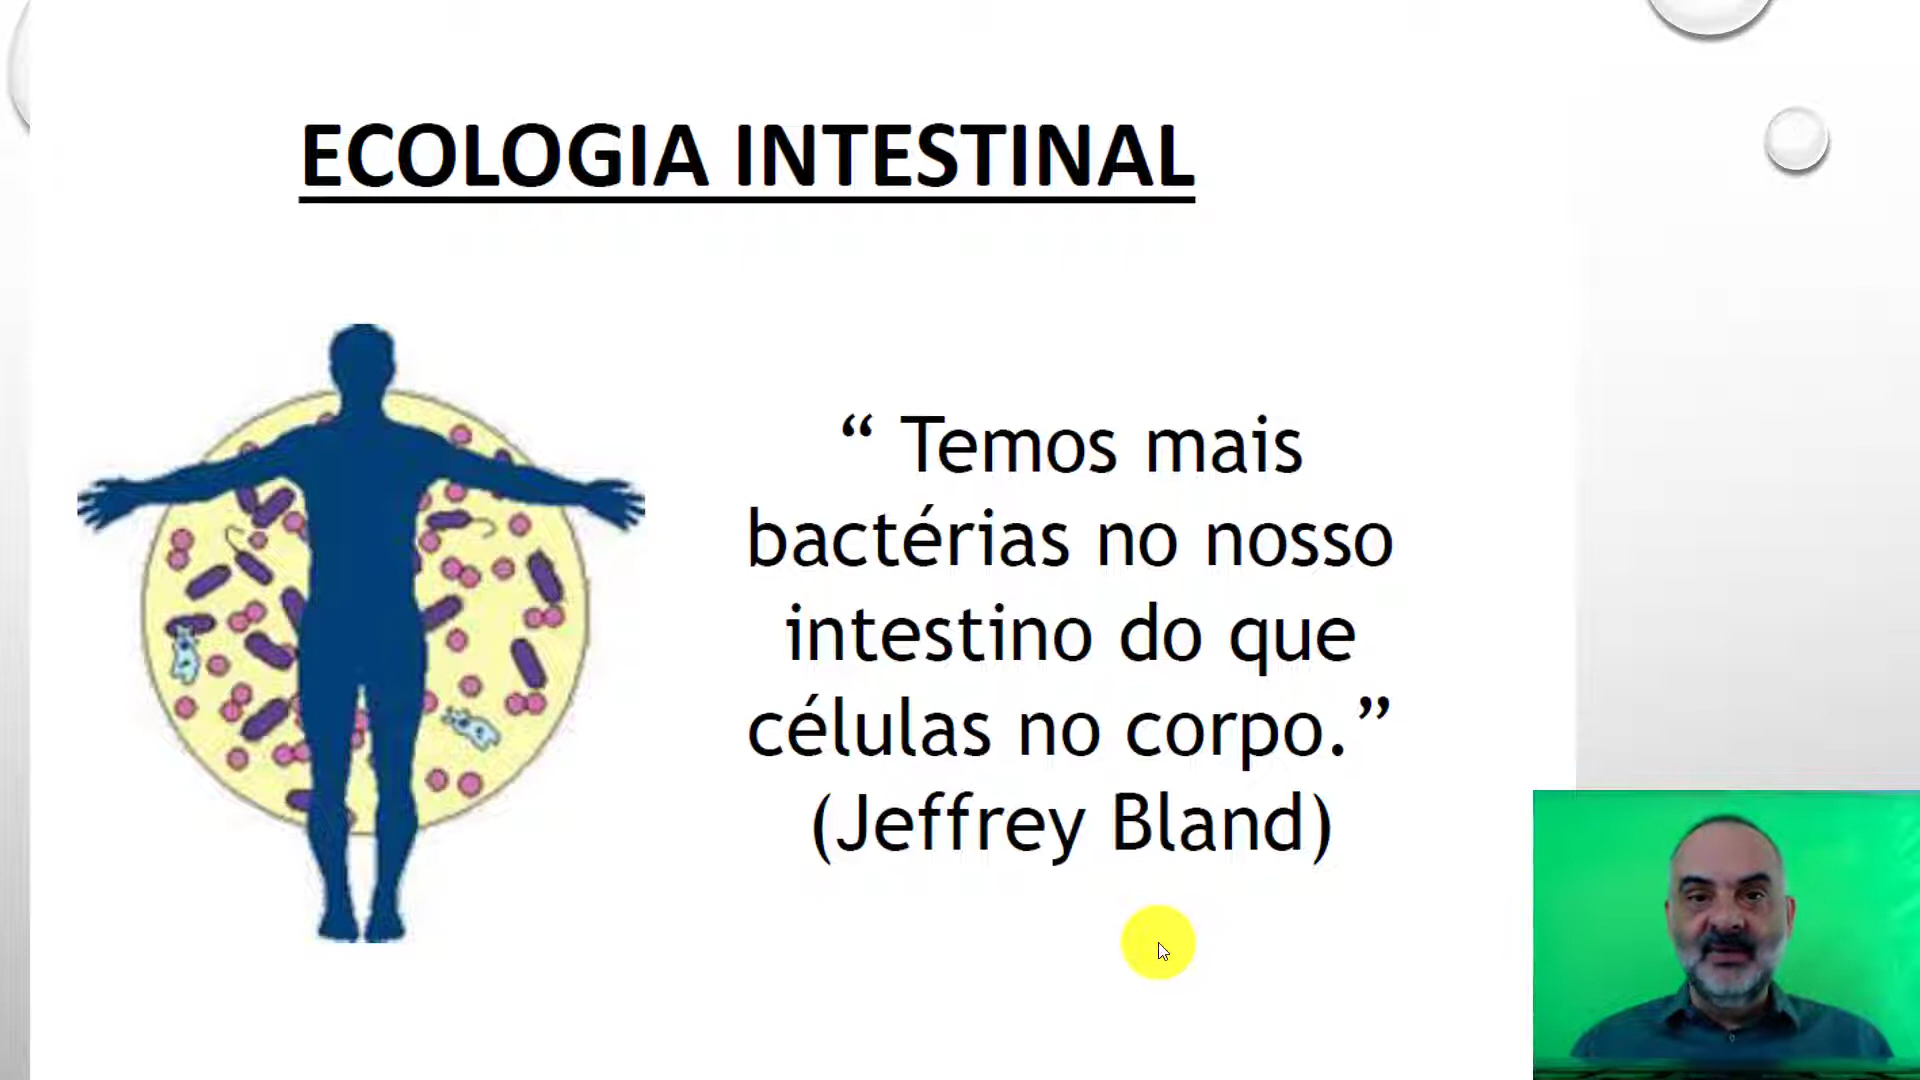 ECOLOGIA INTESTINAL
“ Temos mais
bactérias no nosso
intestino do que
células no corpo.”
(Jeffrey Bland)